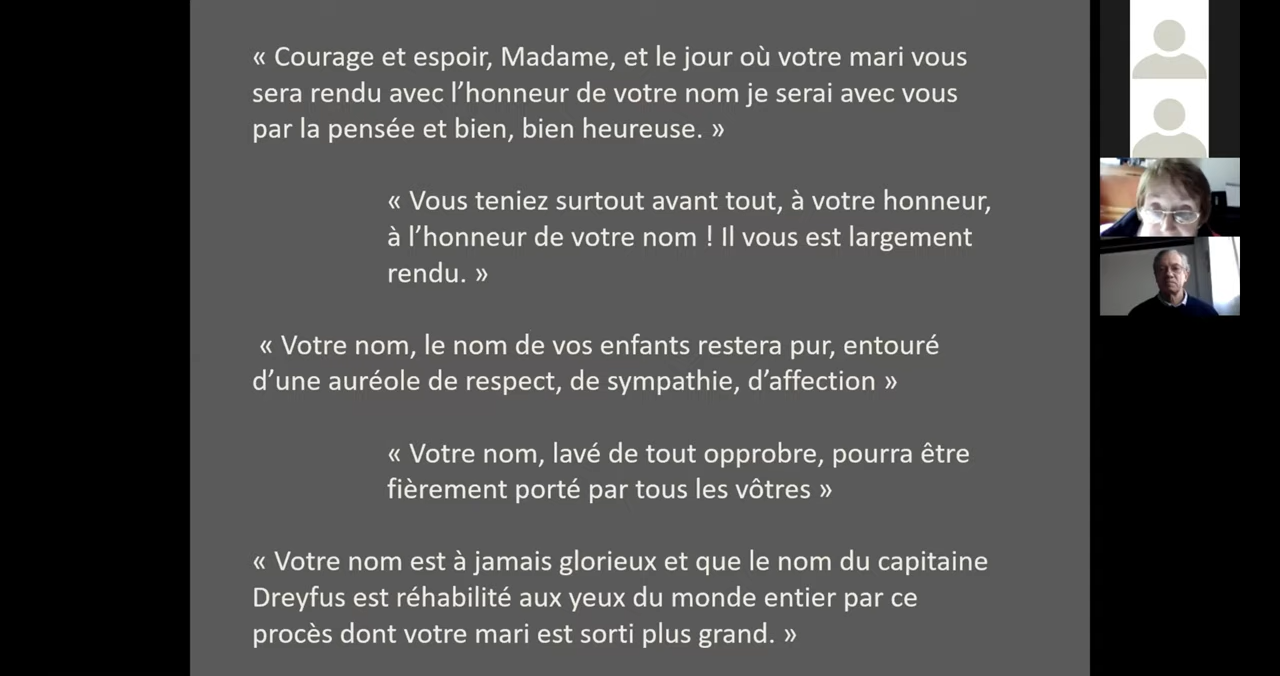 « Courage et espoir, Madame, et le jour où votre mari vous
sera rendu avec l’honneur de votre nom je serai avec vous
par la pensée et bien, bien heureuse. »
« Vous teniez surtout avant tout, à votre honneur,
à l’honneur de votre nom ! Il vous est largement
rendu. »
« Votre nom, le nom de vos enfants restera pur, entouré
d’une auréole de respect, de sympathie, d’affection »
« Votre nom, lavé de tout opprobre, pourra être
fièrement porté par tous les vôtres »
« Votre nom est à jamais glorieux et que le nom du capitaine
Dreyfus est réhabilité aux yeux du monde entier par ce
procès dont votre mari est sorti plus grand. »